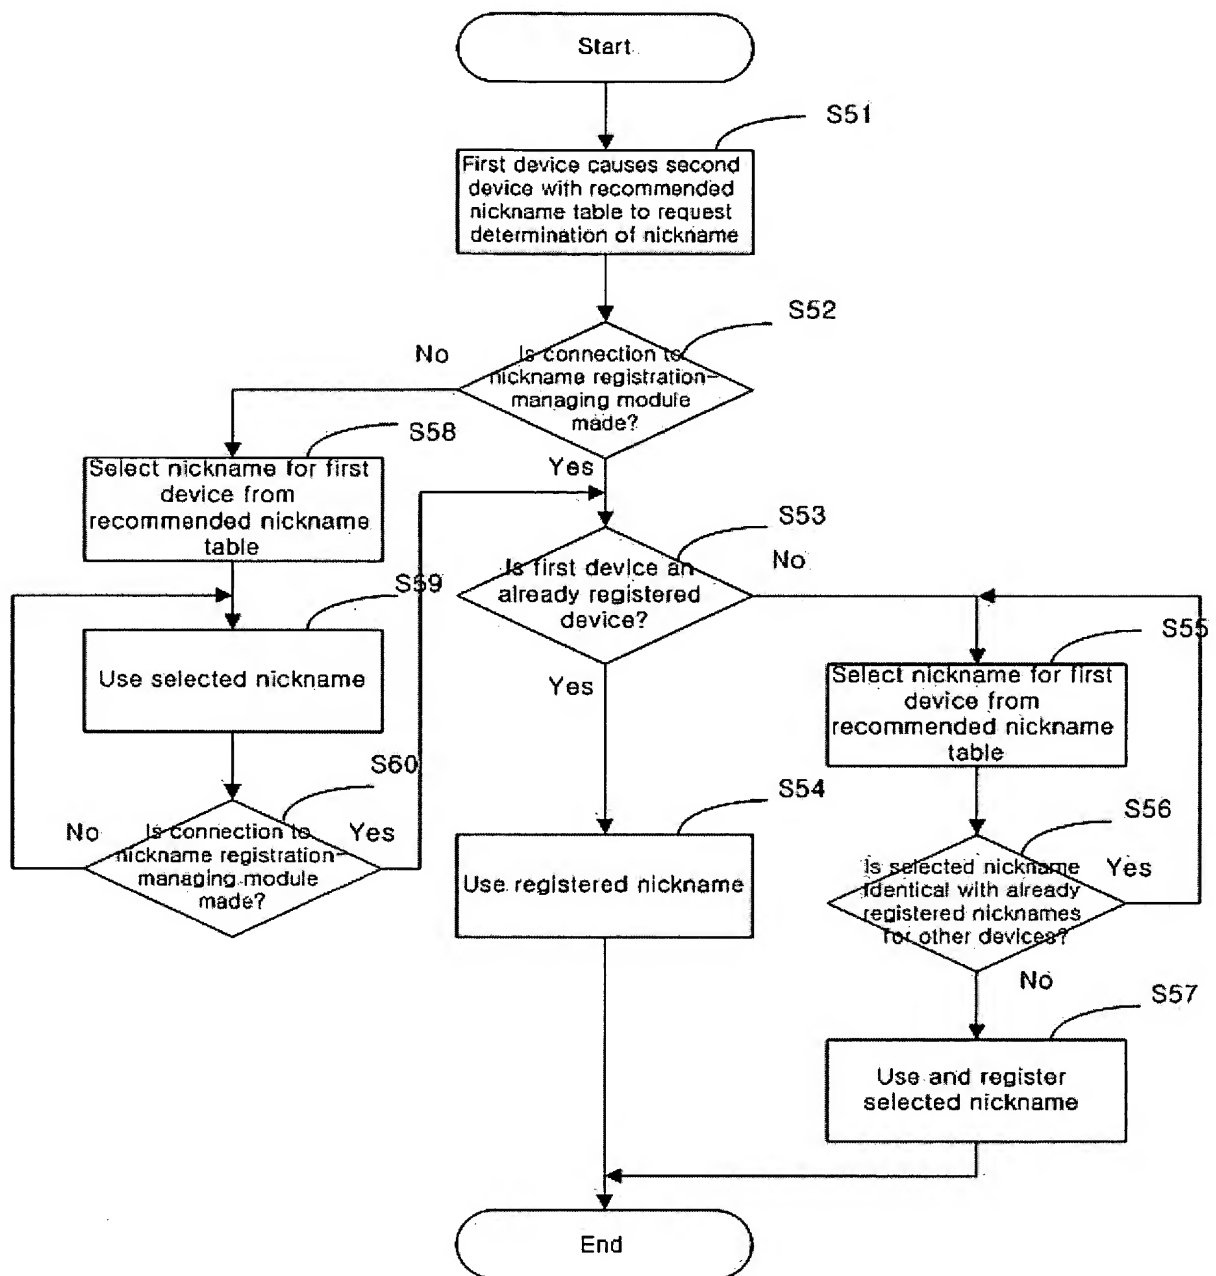 Start
S51
First device causes second
device with recommended
nickname table to request
determination of nickname
S52
No
Is connection to
nickname registration-
managing module
made?
S58
Yes
Select nickname for first
device from
recommended nickname
table
S53
No
Is first device an
already registered
device?
S59
Use selected nickname
S55
Yes
Select nickname for first
device from
recommended nickname
table
S60
No
Yes
Is connection to
nickname registration-
managing module
made?
S54
Use registered nickname
S56
Yes
Is selected nickname
identical with already
registered nicknames
for other devices?
No
S57
Use and register
selected nickname
End